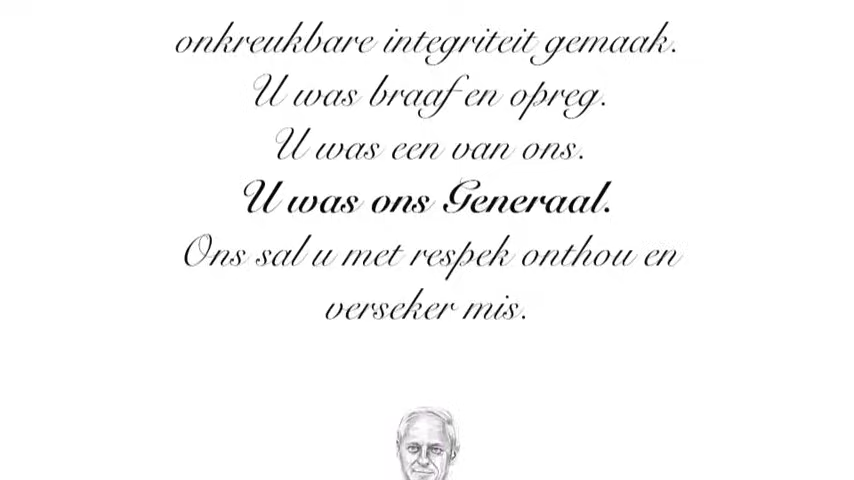 onkreukbare integriteit gemaak.
U was braaf en opreg.
U was een van ons.
U was ons Generaal.
Ons sal u met respek onthou en
verseker mis.